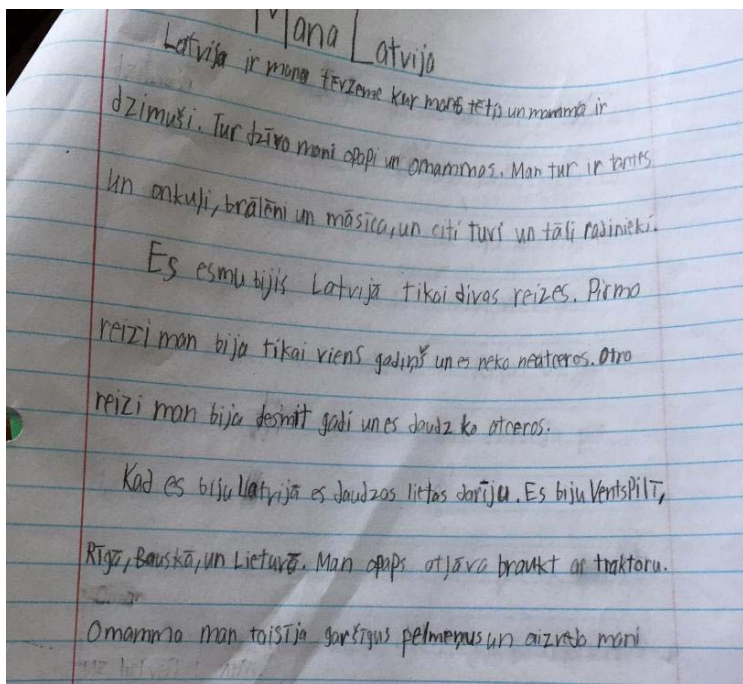 Mana Latvija
Latvija ir mana tēvzeme kur mans tētis un mamma ir
dzimuši. Tur dzīvo mani opapi un omammas. Man tur ir tantes
un onkuļi, brālēni un māsīca, un citi tuvi un tāli radinieki.
Es esmu bijis Latvijā tikai divas reizes. Pirmo
reizi man bija tikai viens gadiņš un es neko neatceros. Otro
reizi man bija desmit gadi un es daudz ko atceros.
Kad es biju Latvijā es daudzas lietas darīju. Es biju Ventspilī,
Rīgā, Bauskā, un Lietuvā. Man opaps atļāva braukt ar traktoru.
Omamma man taisīja garšīgus pelmeņus un aizveda mani